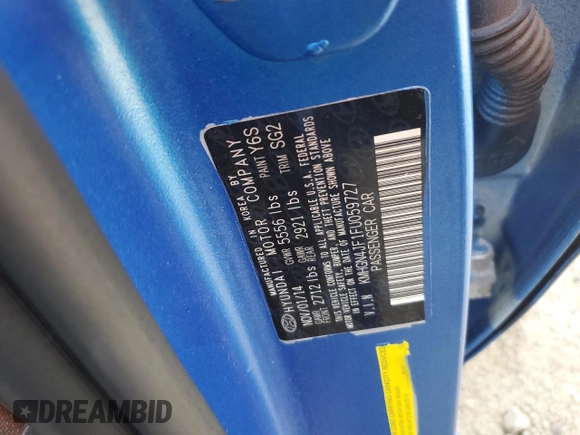 MANUFACTURED IN KOREA BY
HYUNDAI MOTOR COMPANY
NOV/01/14 GVWR 5556 lbs PAINT Y6S
GAWR FRONT 2712 lbs GAWR REAR 2921 lbs TRIM SG2
THIS VEHICLE CONFORMS TO ALL APPLICABLE U.S.A. FEDERAL
MOTOR VEHICLE SAFETY, BUMPER, AND THEFT PREVENTION STANDARDS
IN EFFECT ON THE DATE OF MANUFACTURE SHOWN ABOVE
V.I.N KMHGN4JF1FU059727
PASSENGER CAR
DREAMBID